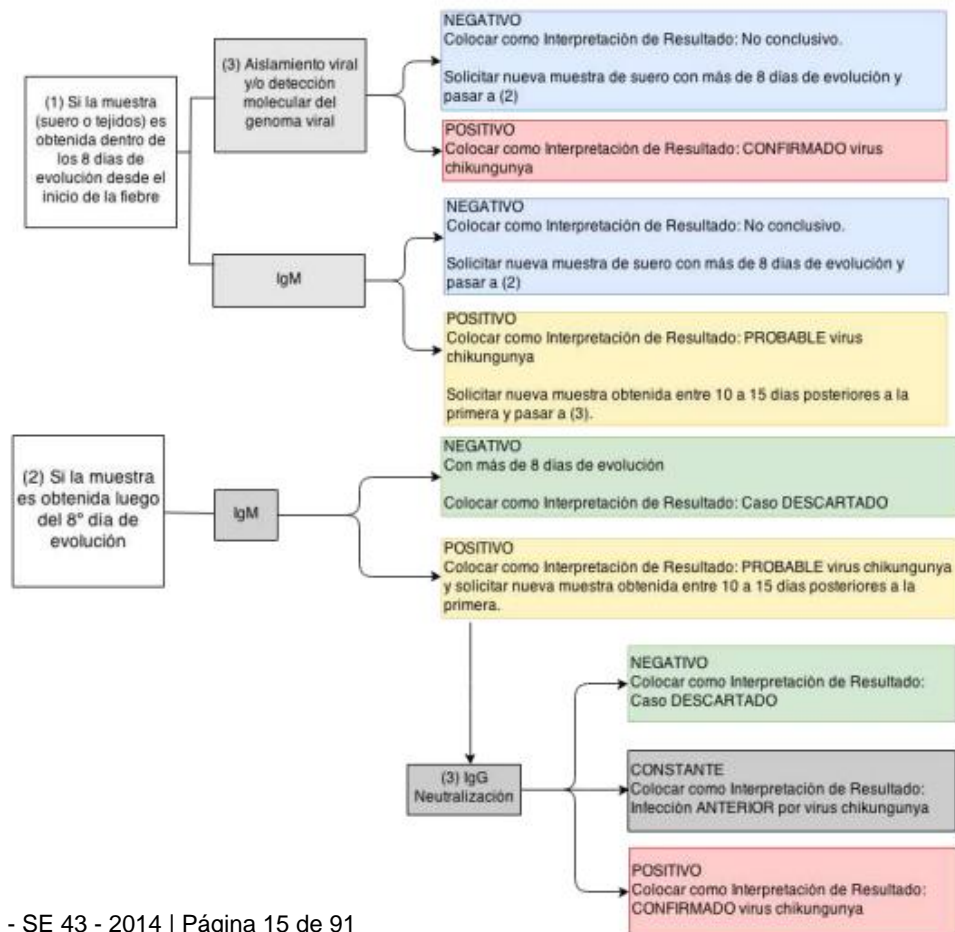 (1) Si la muestra
(suero o tejidos) es
obtenida dentro de
los 8 días de
evolución desde el
inicio de la fiebre
(3) Aislamiento viral
y/o detección
molecular del
genoma viral
NEGATIVO
Colocar como Interpretación de Resultado: No conclusivo.
Solicitar nueva muestra de suero con más de 8 días de evolución y
pasar a (2)
POSITIVO
Colocar como Interpretación de Resultado: CONFIRMADO virus
chikungunya
IgM
NEGATIVO
Colocar como Interpretación de Resultado: No conclusivo.
Solicitar nueva muestra de suero con más de 8 días de evolución y
pasar a (2)
POSITIVO
Colocar como Interpretación de Resultado: PROBABLE virus
chikungunya
Solicitar nueva muestra obtenida entre 10 a 15 días posteriores a la
primera y pasar a (3).
(2) Si la muestra
es obtenida luego
del 8° día de
evolución
IgM
NEGATIVO
Con más de 8 días de evolución
Colocar como Interpretación de Resultado: Caso DESCARTADO
POSITIVO
Colocar como Interpretación de Resultado: PROBABLE virus chikungunya
y solicitar nueva muestra obtenida entre 10 a 15 días posteriores a la
primera.
(3) IgG
Neutralización
NEGATIVO
Colocar como Interpretación de Resultado:
Caso DESCARTADO
CONSTANTE
Colocar como Interpretación de Resultado:
Infección ANTERIOR por virus chikungunya
POSITIVO
Colocar como Interpretación de Resultado:
CONFIRMADO virus chikungunya
- SE 43 - 2014 | Página 15 de 91